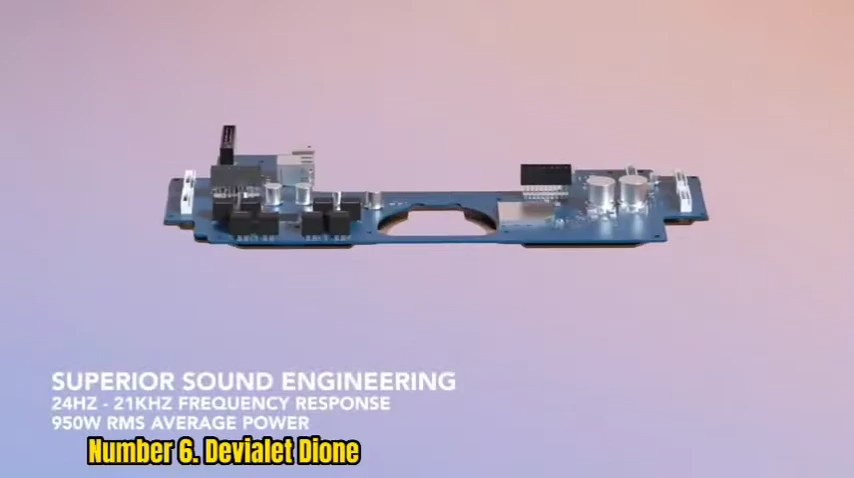 SUPERIOR SOUND ENGINEERING
24HZ - 21KHZ FREQUENCY RESPONSE
950W RMS AVERAGE POWER
Number 6. Devialet Dione